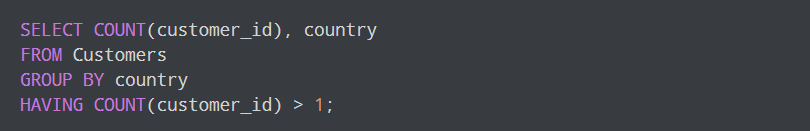 SELECT COUNT(customer_id), country
FROM Customers
GROUP BY country
HAVING COUNT(customer_id) > 1;